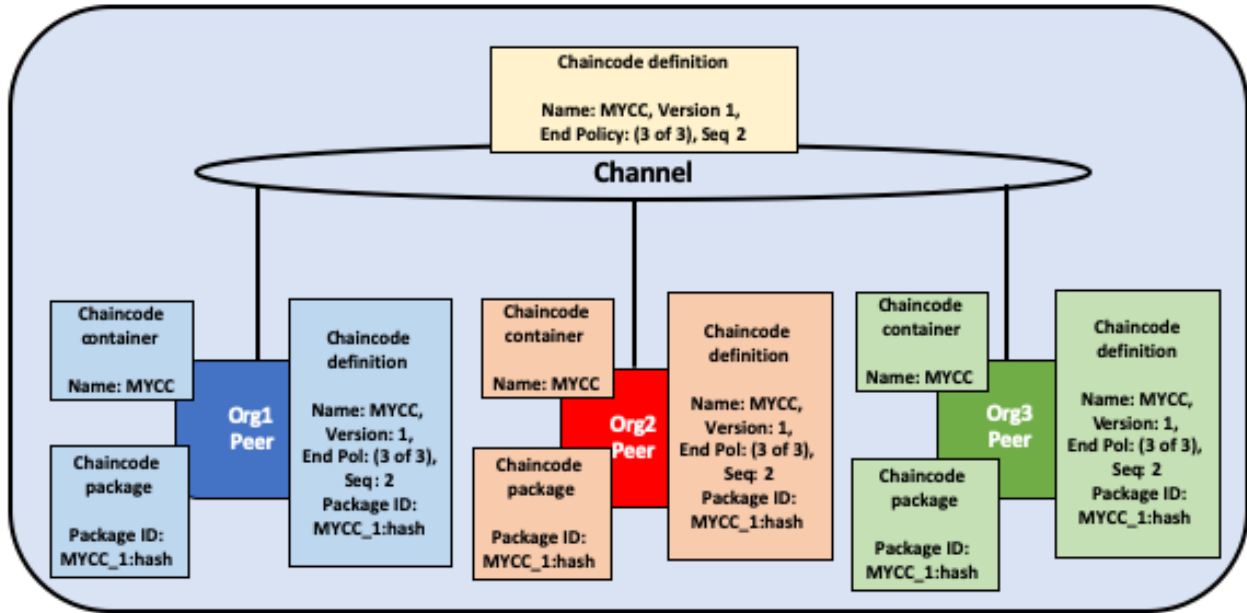 Chaincode definition
Name: MYCC, Version 1,
End Policy: (3 of 3), Seq 2
Channel
Chaincode
container
Name: MYCC
Org1
Peer
Chaincode
package
Package ID:
MYCC_1:hash
Chaincode
definition
Name: MYCC,
Version: 1,
End Pol: (3 of 3),
Seq: 2
Package ID:
MYCC_1:hash
Chaincode
container
Name: MYCC
Org2
Peer
Chaincode
package
Package ID:
MYCC_1:hash
Chaincode
definition
Name: MYCC,
Version: 1,
End Pol: (3 of 3),
Seq: 2
Package ID:
MYCC_1:hash
Chaincode
container
Name: MYCC
Org3
Peer
Chaincode
package
Package ID:
MYCC_1:hash
Chaincode
definition
Name: MYCC,
Version: 1,
End Pol: (3 of 3),
Seq: 2
Package ID:
MYCC_1:hash